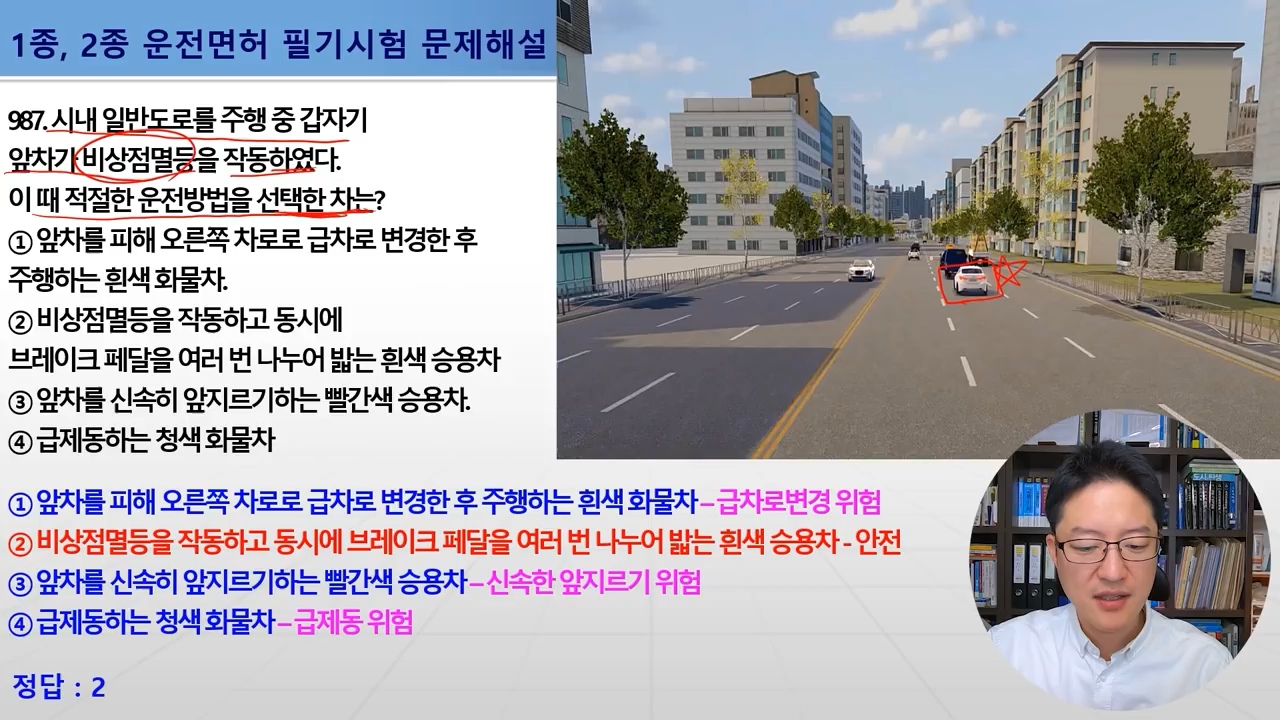 1종, 2종 운전면허 필기시험 문제해설
987. 시내 일반도로를 주행 중 갑자기
앞차가 비상점멸등을 작동하였다.
이 때 적절한 운전방법을 선택한 차는?
① 앞차를 피해 오른쪽 차로로 급차로 변경한 후
주행하는 흰색 화물차.
② 비상점멸등을 작동하고 동시에
브레이크 페달을 여러 번 나누어 밟는 흰색 승용차
③ 앞차를 신속히 앞지르기하는 빨간색 승용차.
④ 급제동하는 청색 화물차
① 앞차를 피해 오른쪽 차로로 급차로 변경한 후 주행하는 흰색 화물차 – 급차로변경 위험
② 비상점멸등을 작동하고 동시에 브레이크 페달을 여러 번 나누어 밟는 흰색 승용차 - 안전
③ 앞차를 신속히 앞지르기하는 빨간색 승용차 – 신속한 앞지르기 위험
④ 급제동하는 청색 화물차 – 급제동 위험
정답 : 2